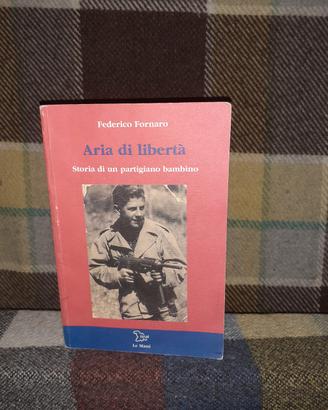 Federico Fornaro
Aria di libertà
Storia di un partigiano bambino
Le Mani